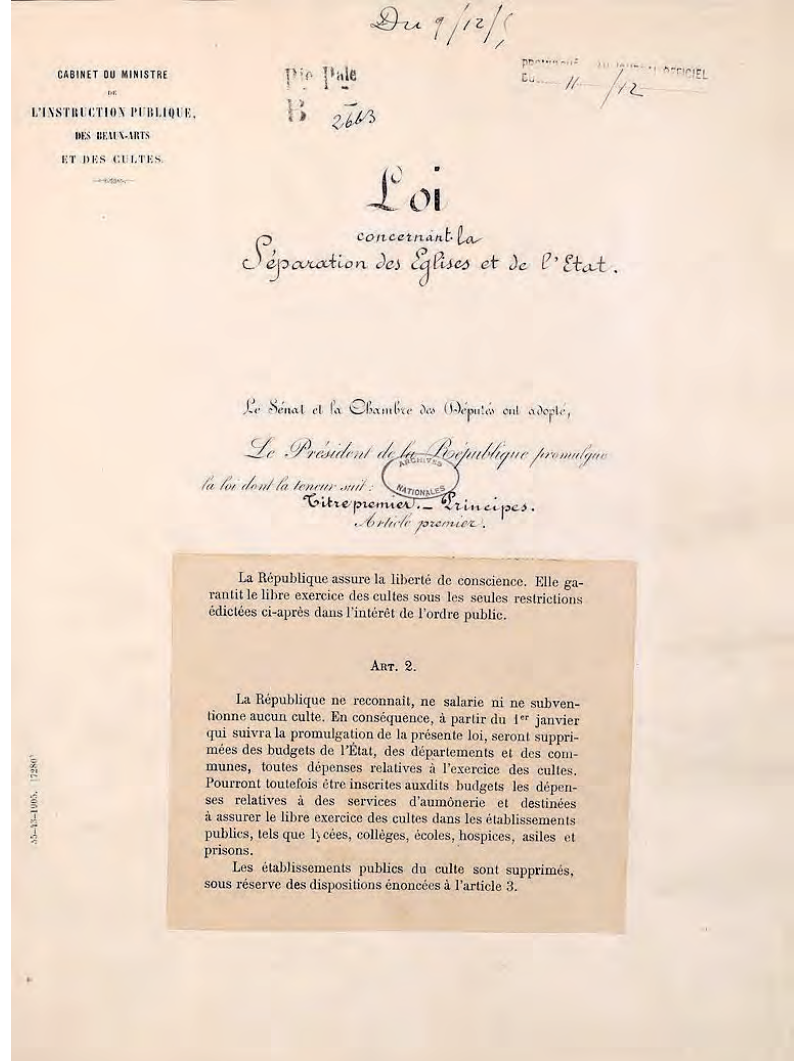 Du 9/12/5
CABINET DU MINISTRE
DE
L'INSTRUCTION PUBLIQUE,
DES BEAUX-ARTS
ET DES CULTES.
Pale
B 2663
OFFICIEL
11 / 12
Loi
concernant la
Séparation des Eglises et de l'Etat.
Le Sénat et la Chambre des Députés ont adopté,
Le Président de la République promulgue
ARCHIVES
NATIONALES
la loi dont la teneur suit :
Titre premier. — Principes.
Article premier.
La République assure la liberté de conscience. Elle ga-
rantit le libre exercice des cultes sous les seules restrictions
édictées ci-après dans l'intérêt de l'ordre public.
ART. 2.
La République ne reconnaît, ne salarie ni ne subven-
tionne aucun culte. En conséquence, à partir du 1er janvier
qui suivra la promulgation de la présente loi, seront suppri-
mées des budgets de l'État, des départements et des com-
munes, toutes dépenses relatives à l'exercice des cultes.
Pourront toutefois être inscrites auxdits budgets les dépen-
ses relatives à des services d'aumônerie et destinées
à assurer le libre exercice des cultes dans les établissements
publics, tels que lycées, collèges, écoles, hospices, asiles et
prisons.
Les établissements publics du culte sont supprimés,
sous réserve des dispositions énoncées à l'article 3.